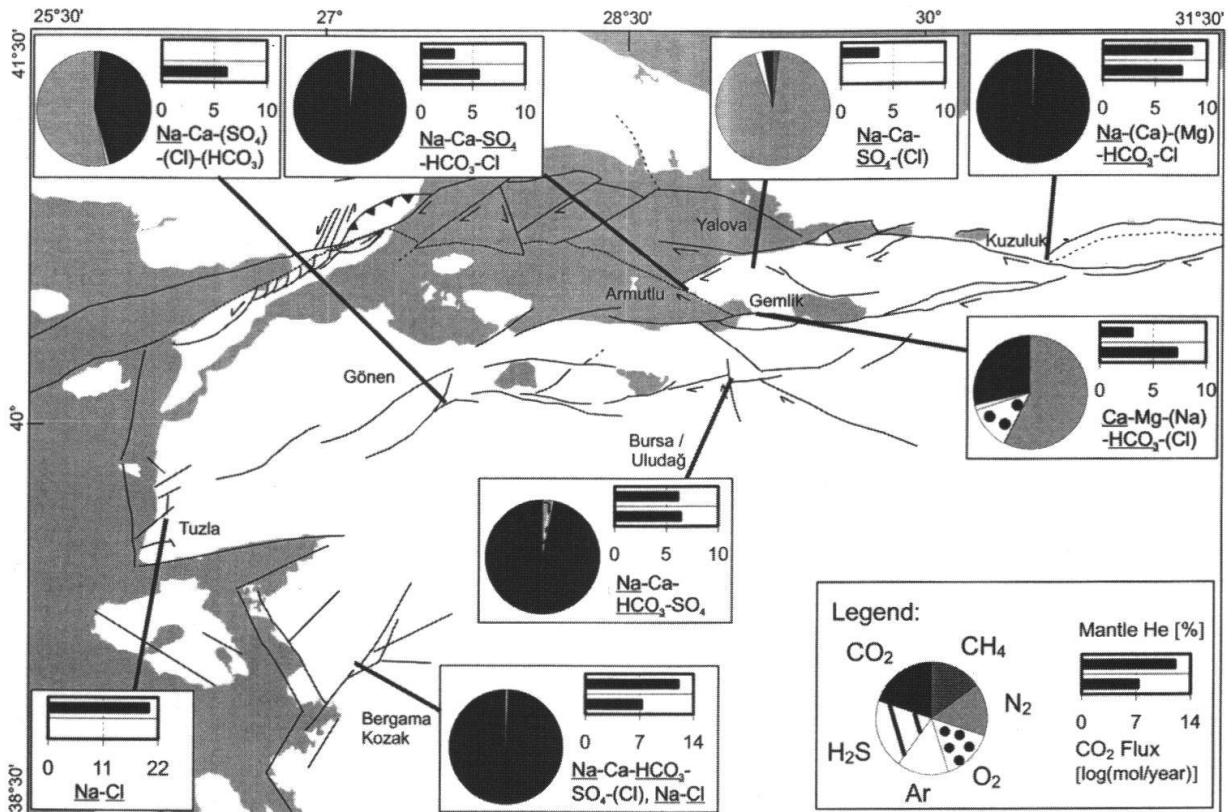 25°30' 27° 28°30' 30° 31°30'
41°30'
40°
38°30'
0 5 10
Na-Ca-(SO₄)
-(Cl)-(HCO₃)
0 5 10
Na-Ca-SO₄
-HCO₃-Cl
0 5 10
Na-Ca-
SO₄-(Cl)
0 5 10
Na-(Ca)-(Mg)
-HCO₃-Cl
Yalova
Kuzuluk
Armutlu
Gemlik
0 5 10
Ca-Mg-(Na)
-HCO₃-(Cl)
Gönen
Bursa /
Uludağ
0 5 10
Na-Ca-
HCO₃-SO₄
Tuzla
0 11 22
Na-Cl
Bergama
Kozak
0 7 14
Na-Ca-HCO₃-
SO₄-(Cl), Na-Cl
Legend:
CO₂
CH₄
N₂
O₂
Ar
H₂S
Mantle He [%]
0 7 14
CO₂ Flux
[log(mol/year)]